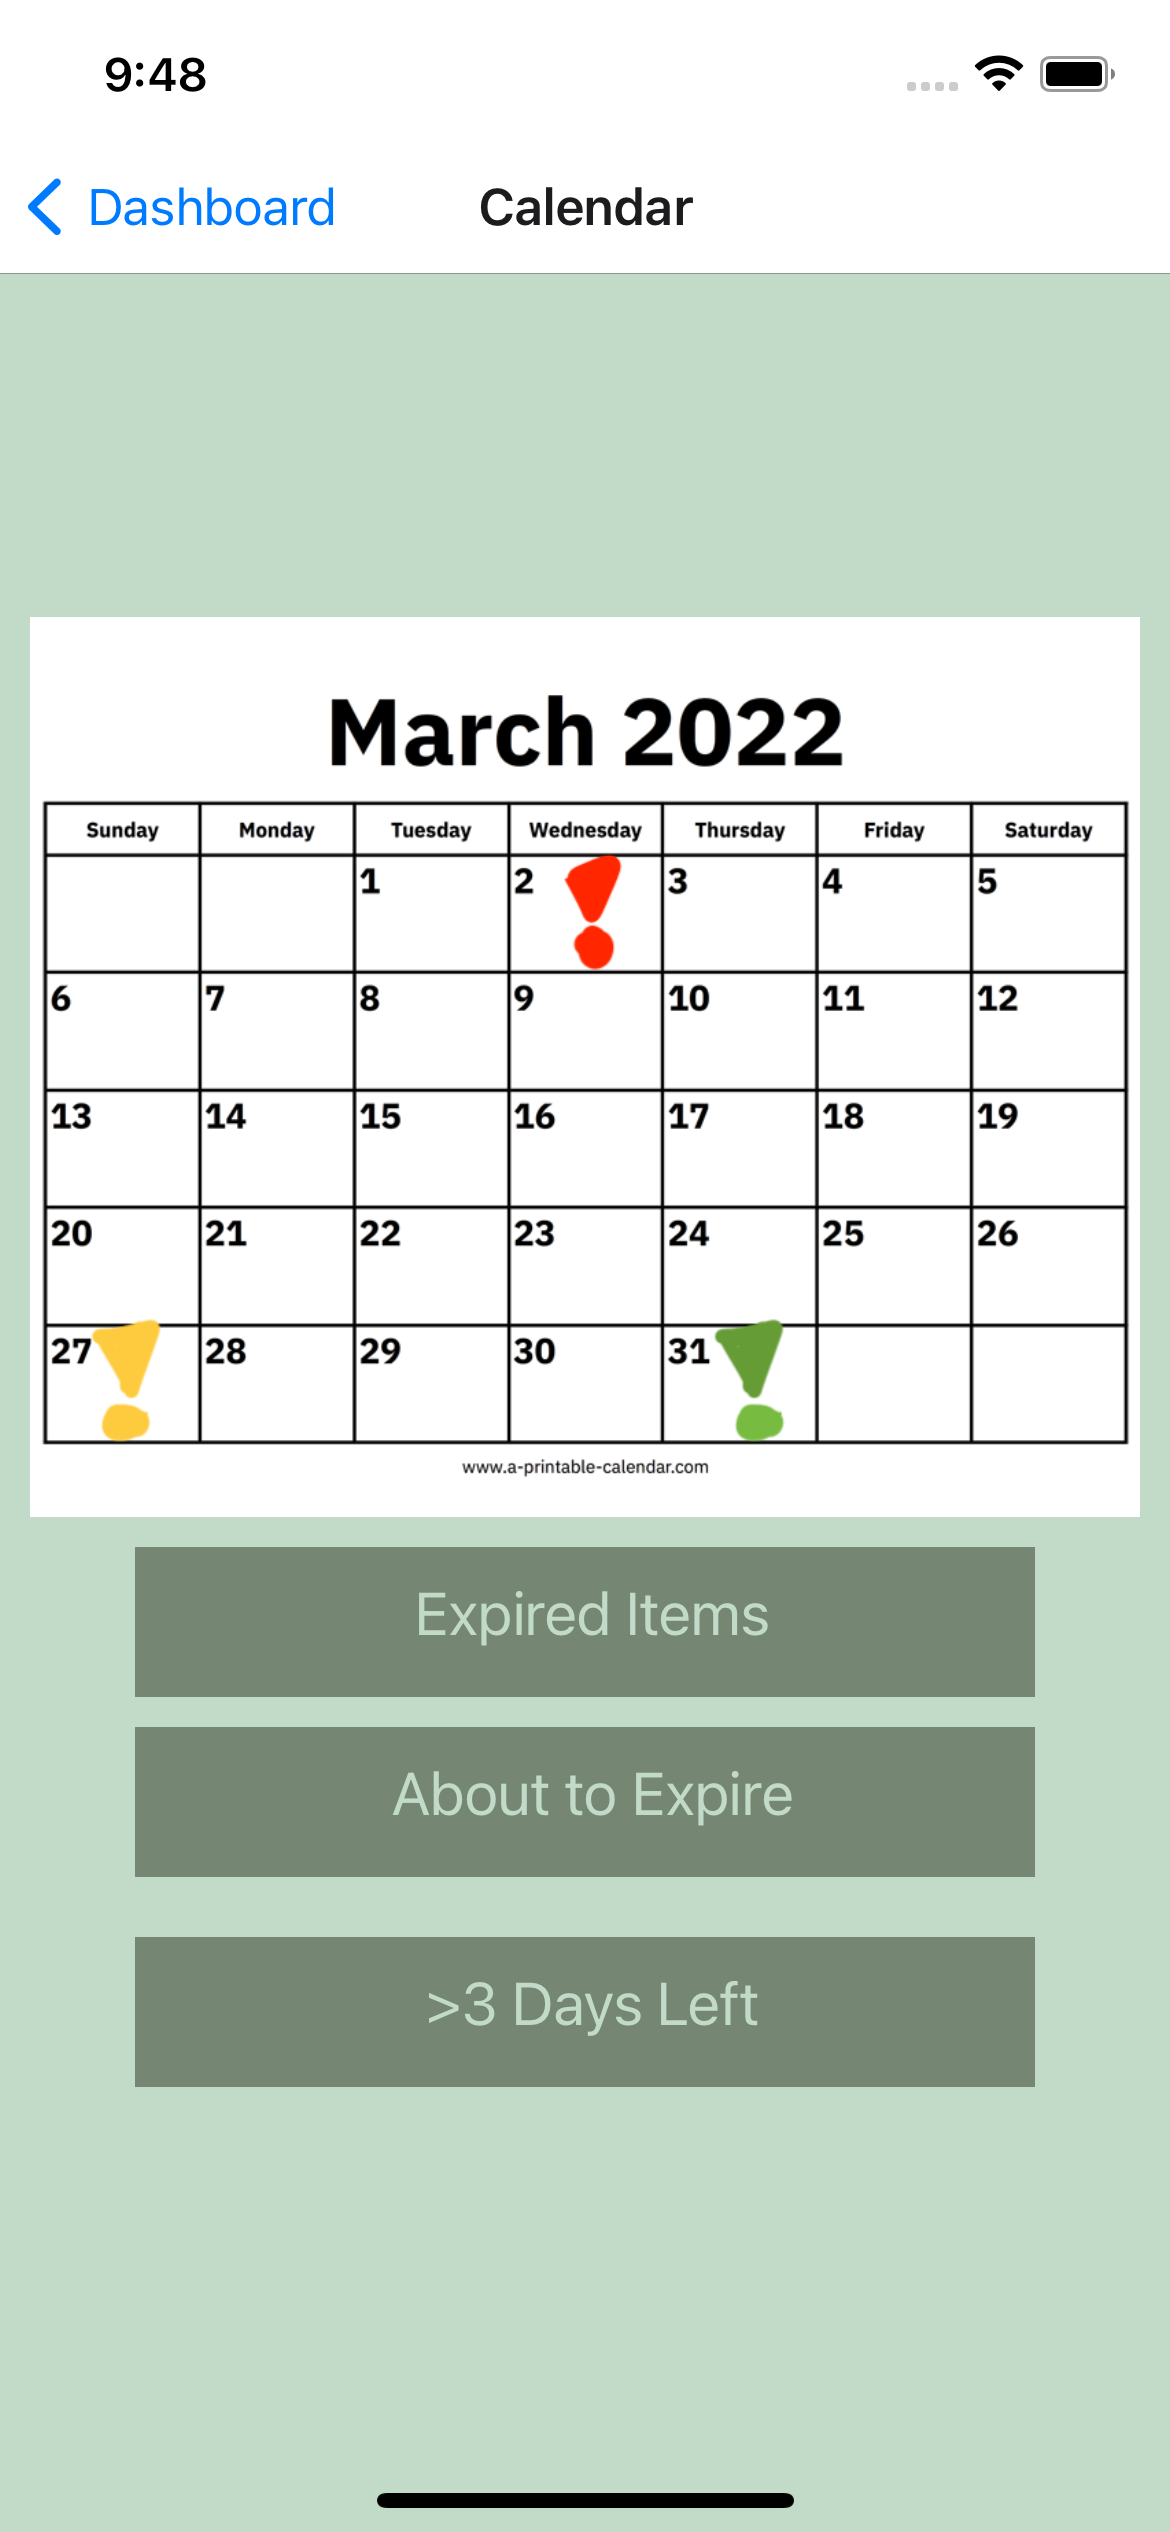 9:48
Dashboard
Calendar
March 2022
Sunday Monday Tuesday Wednesday Thursday Friday Saturday
1 2 3 4 5
6 7 8 9 10 11 12
13 14 15 16 17 18 19
20 21 22 23 24 25 26
27 28 29 30 31
www.a-printable-calendar.com
Expired Items
About to Expire
>3 Days Left